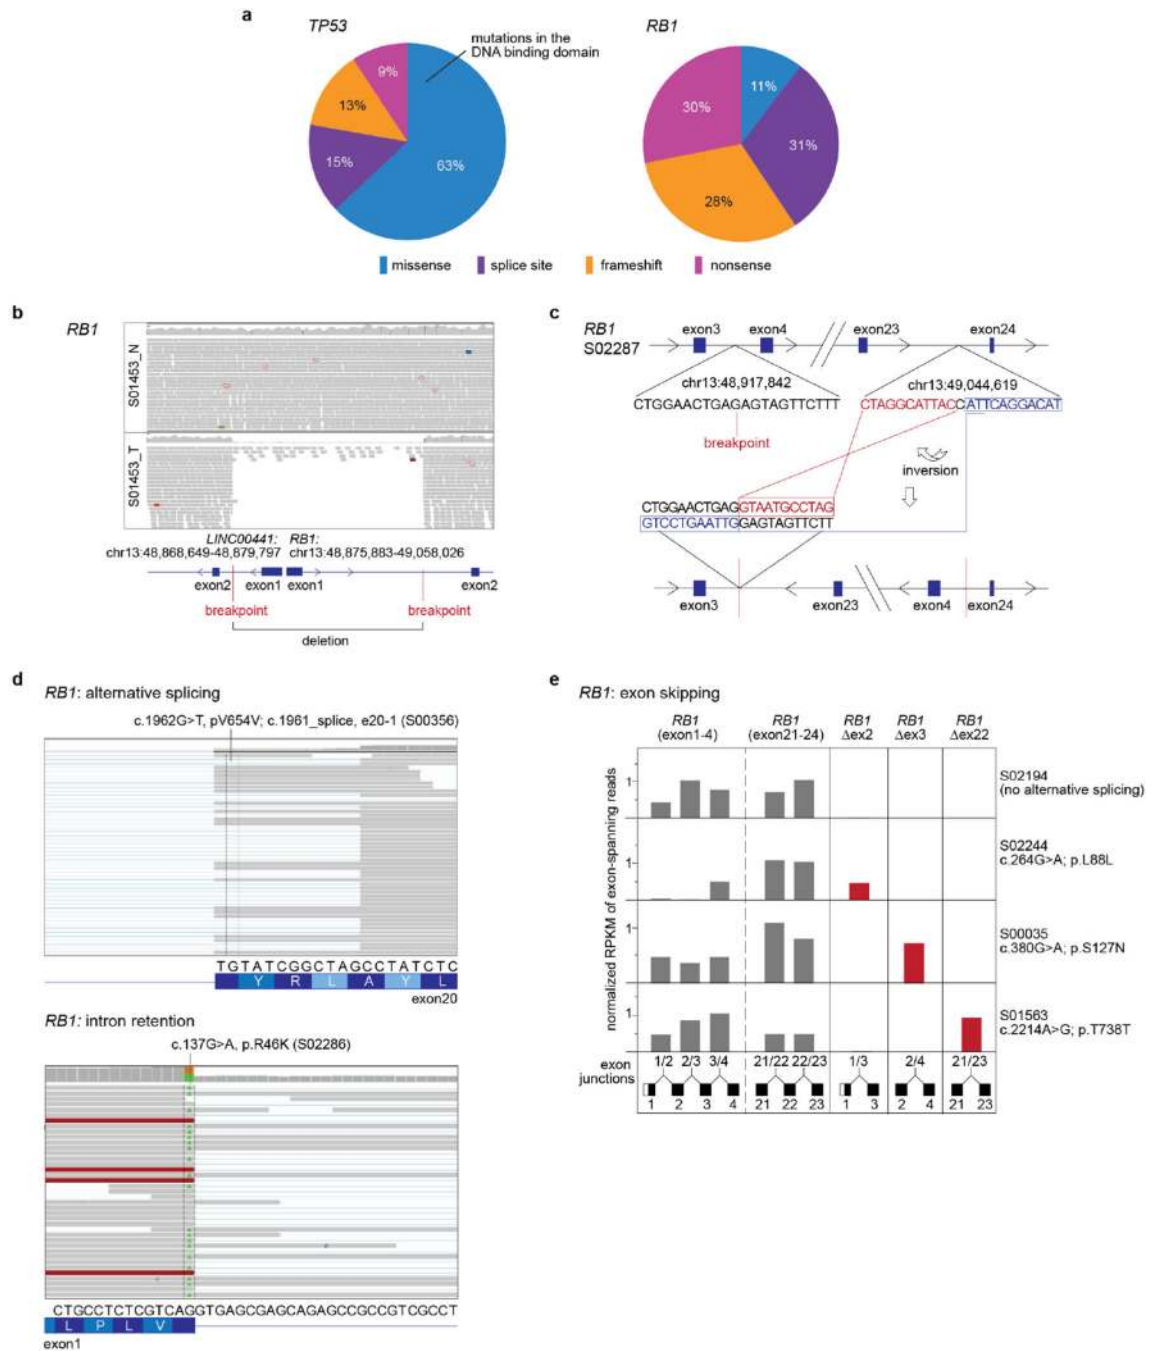 a
TP53
RB1
mutations in the
DNA binding domain
9%
13%
15%
63%
11%
30%
31%
28%
missense
splice site
frameshift
nonsense
b
RB1
S01453_N
S01453_T
LINC00441:
RB1:
chr13:48,868,649-48,879,797
chr13:48,875,883-49,058,026
exon2
exon1
exon1
exon2
breakpoint
breakpoint
deletion
c
RB1
S02287
exon3
exon4
exon23
exon24
chr13:48,917,842
chr13:49,044,619
CTGGAACTGAGAGTAGTTCTTT
CTAGGCATTACCATTCAGGACAT
breakpoint
inversion
CTGGAACTGAGGTAATGCCTAG
GTCCTGAATTGGAGTAGTTCTT
exon3
exon23
exon4
exon24
d
RB1: alternative splicing
c.1962G>T, pV654V; c.1961_splice, e20-1 (S00356)
TGTATCGGCTAGCCTATCTC
Y R L A Y L
exon20
RB1: intron retention
c.137G>A, p.R46K (S02286)
CTGCCTCTCGTCAGGTGAGCGAGCAGAGCCGCCGTCGCCT
L P L V
exon1
e
RB1: exon skipping
RB1
(exon1-4)
RB1
(exon21-24)
RB1
Δex2
RB1
Δex3
RB1
Δex22
normalized RPKM of exon-spanning reads
1
S02194
(no alternative splicing)
1
S02244
c.264G>A; p.L88L
1
S00035
c.380G>A; p.S127N
1
S01563
c.2214A>G; p.T738T
exon
junctions
1/2 2/3 3/4 21/22 22/23 1/3 2/4 21/23
1 2 3 4 21 22 23 1 3 2 4 21 23